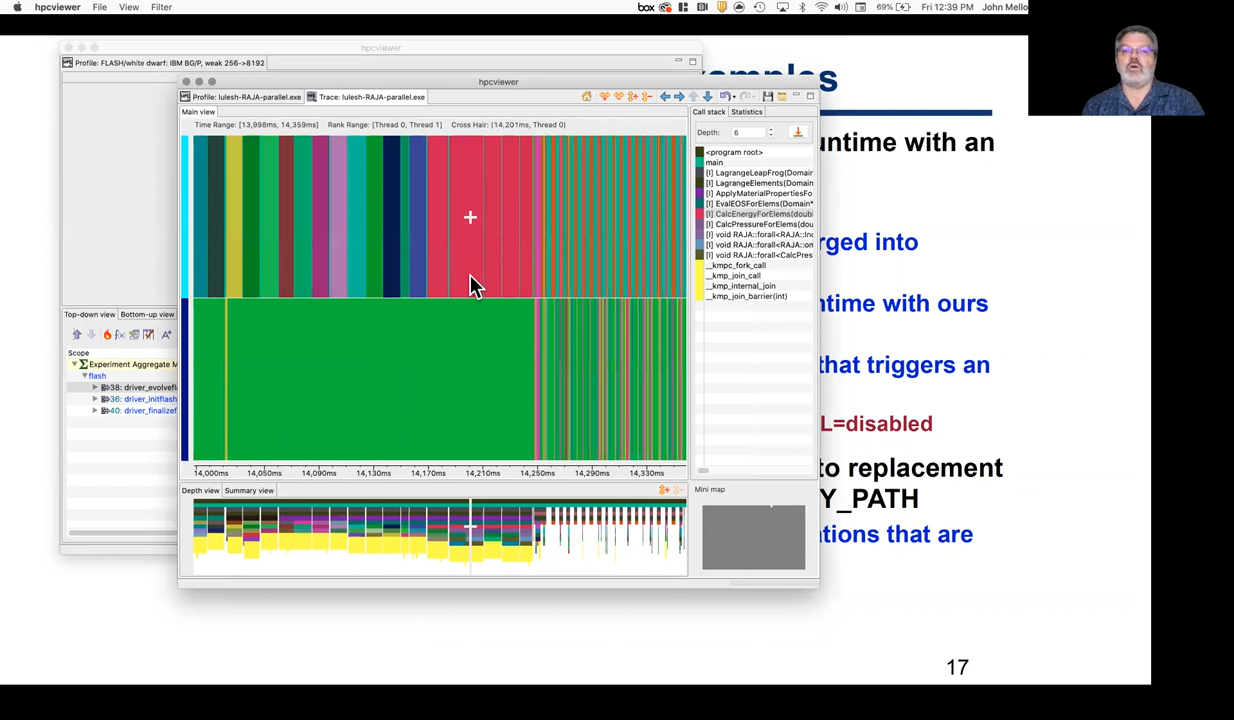 hpcviewer File View Filter
box 69% Fri 12:39 PM John Mello
hpcviewer
Profile: FLASH/white dwarf: IBM BG/P, weak 256->8192
amples
hpcviewer
Profile: lulesh-RAJA-parallel.exe Trace: lulesh-RAJA-parallel.exe
Main view
Time Range: [13,998ms, 14,359ms] Rank Range: [Thread 0, Thread 1] Cross Hair: (14,201ms, Thread 0)
Call stack Statistics
Depth: 6
<program root>
main
[I] LagrangeLeapFrog(Domain
[I] LagrangeElements(Domain
[I] ApplyMaterialPropertiesFo
[I] EvalEOSForElems(Domain*
[I] CalcEnergyForElems(doubl
[I] CalcPressureForElems(dou
[I] void RAJA::forall<RAJA::Inc
[I] void RAJA::forall<RAJA::om
[I] void RAJA::forall<CalcPres
__kmpc_fork_call
__kmp_join_call
__kmp_internal_join
__kmp_join_barrier(int)
untime with an
rged into
ntime with ours
that triggers an
L=disabled
to replacement
Y_PATH
tions that are
Top-down view Bottom-up view
Scope
Experiment Aggregate M
flash
38: driver_evolvefl
36: driver_initflash
40: driver_finalizef
14,000ms 14,050ms 14,090ms 14,130ms 14,170ms 14,210ms 14,250ms 14,290ms 14,330ms
Depth view Summary view
Mini map
17